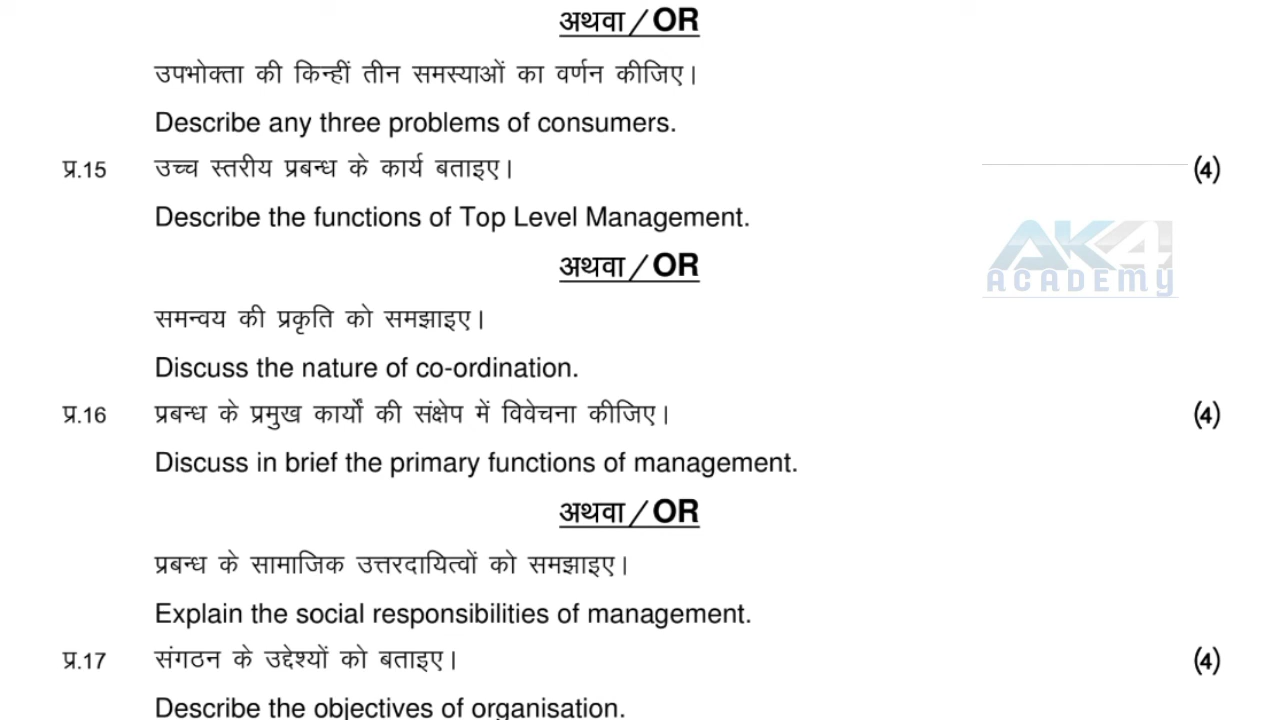 अथवा / OR
उपभोक्ता की किन्हीं तीन समस्याओं का वर्णन कीजिए।
Describe any three problems of consumers.
प्र.15 उच्च स्तरीय प्रबन्ध के कार्य बताइए। (4)
Describe the functions of Top Level Management.
AK4
ACADEMY
अथवा / OR
समन्वय की प्रकृति को समझाइए।
Discuss the nature of co-ordination.
प्र.16 प्रबन्ध के प्रमुख कार्यों की संक्षेप में विवेचना कीजिए। (4)
Discuss in brief the primary functions of management.
अथवा / OR
प्रबन्ध के सामाजिक उत्तरदायित्वों को समझाइए।
Explain the social responsibilities of management.
प्र.17 संगठन के उद्देश्यों को बताइए। (4)
Describe the objectives of organisation.